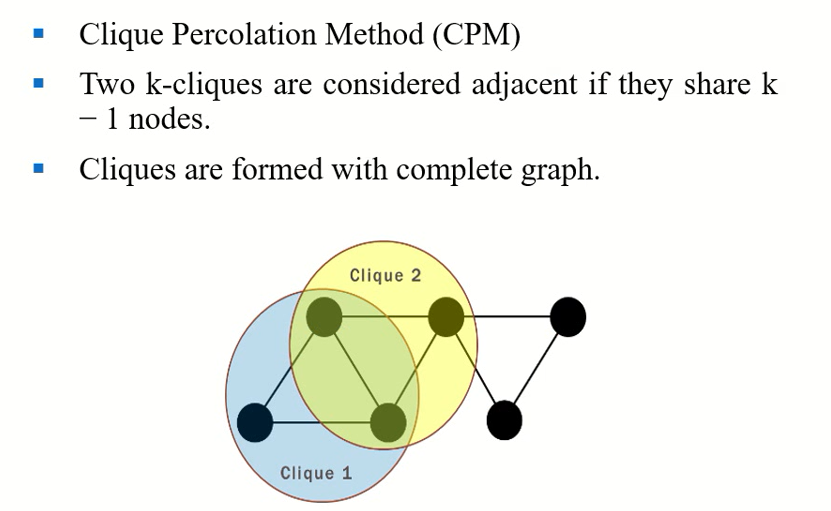 Clique Percolation Method (CPM)
Two k-cliques are considered adjacent if they share k
− 1 nodes.
Cliques are formed with complete graph.
Clique 2
Clique 1